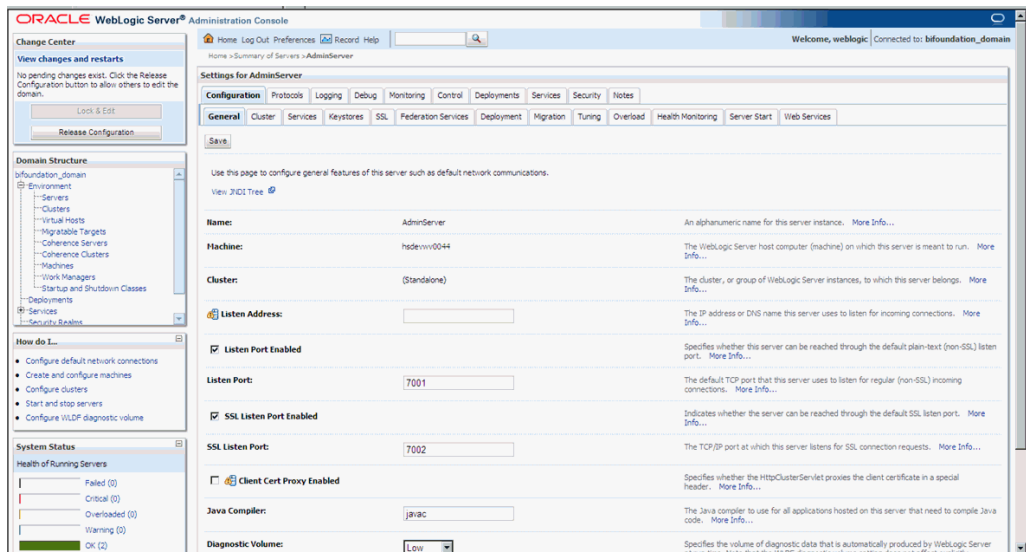 ORACLE WebLogic Server® Administration Console
Change Center
View changes and restarts
No pending changes exist. Click the Release
Configuration button to allow others to edit the
domain.
Lock & Edit
Release Configuration
Domain Structure
bifoundation_domain
Environment
Servers
Clusters
Virtual Hosts
Migratable Targets
Coherence Servers
Coherence Clusters
Machines
Work Managers
Startup and Shutdown Classes
Deployments
Services
Security Realms
How do I...
Configure default network connections
Create and configure machines
Configure clusters
Start and stop servers
Configure WLDF diagnostic volume
System Status
Health of Running Servers
Failed (0)
Critical (0)
Overloaded (0)
Warning (0)
OK (2)
Home Log Out Preferences Record Help
Welcome, weblogic Connected to: bifoundation_domain
Home >Summary of Servers >AdminServer
Settings for AdminServer
Configuration Protocols Logging Debug Monitoring Control Deployments Services Security Notes
General Cluster Services Keystores SSL Federation Services Deployment Migration Tuning Overload Health Monitoring Server Start Web Services
Save
Use this page to configure general features of this server such as default network communications.
View JNDI Tree
Name: AdminServer An alphanumeric name for this server instance. More Info...
Machine: hsdevwv0044 The WebLogic Server host computer (machine) on which this server is meant to run. More
Info...
Cluster: (Standalone) The cluster, or group of WebLogic Server instances, to which this server belongs. More
Info...
Listen Address: The IP address or DNS name this server uses to listen for incoming connections. More
Info...
Listen Port Enabled Specifies whether this server can be reached through the default plain-text (non-SSL) listen
port. More Info...
Listen Port: 7001 The default TCP port that this server uses to listen for regular (non-SSL) incoming
connections. More Info...
SSL Listen Port Enabled Indicates whether the server can be reached through the default SSL listen port. More
Info...
SSL Listen Port: 7002 The TCP/IP port at which this server listens for SSL connection requests. More Info...
Client Cert Proxy Enabled Specifies whether the HttpClusterServlet proxies the client certificate in a special
header. More Info...
Java Compiler: javac The Java compiler to use for all applications hosted on this server that need to compile Java
code. More Info...
Diagnostic Volume: Low Specifies the volume of diagnostic data that is automatically produced by WebLogic Server